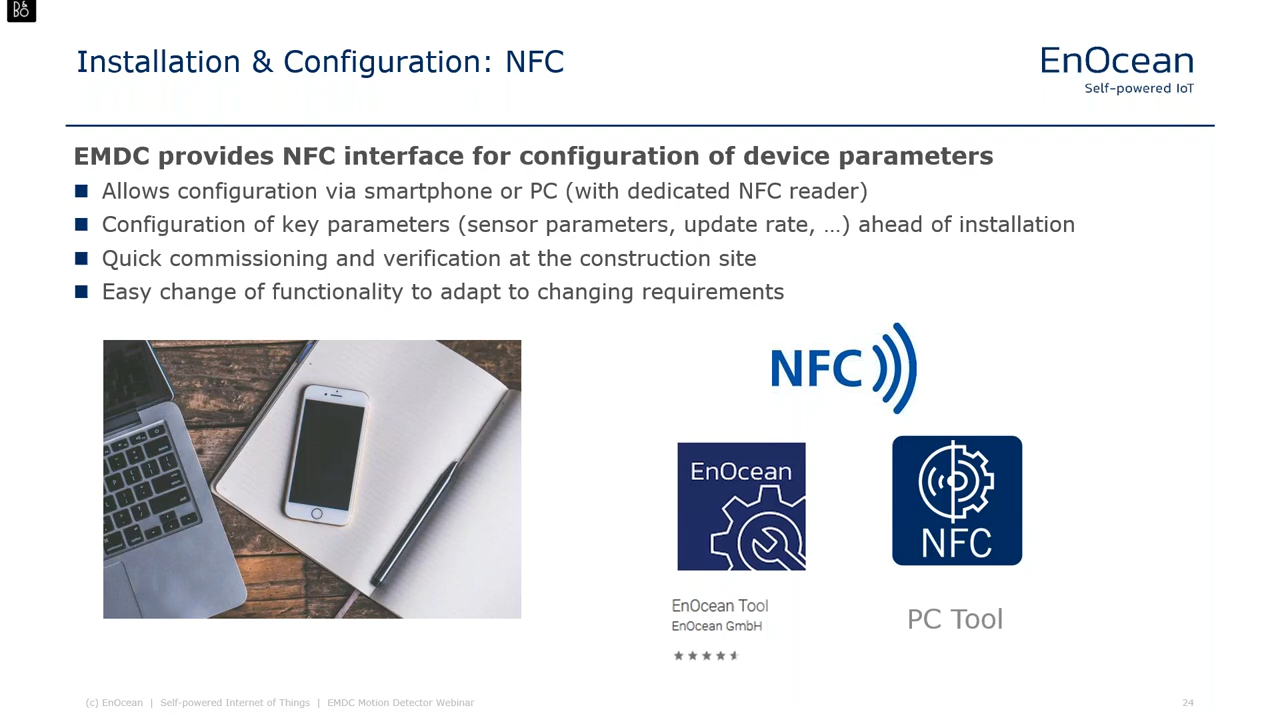 B&O
Installation & Configuration: NFC
EnOcean
Self-powered IoT
EMDC provides NFC interface for configuration of device parameters
Allows configuration via smartphone or PC (with dedicated NFC reader)
Configuration of key parameters (sensor parameters, update rate, …) ahead of installation
Quick commissioning and verification at the construction site
Easy change of functionality to adapt to changing requirements
NFC
EnOcean
NFC
EnOcean Tool
EnOcean GmbH
PC Tool
(c) EnOcean | Self-powered Internet of Things | EMDC Motion Detector Webinar
24